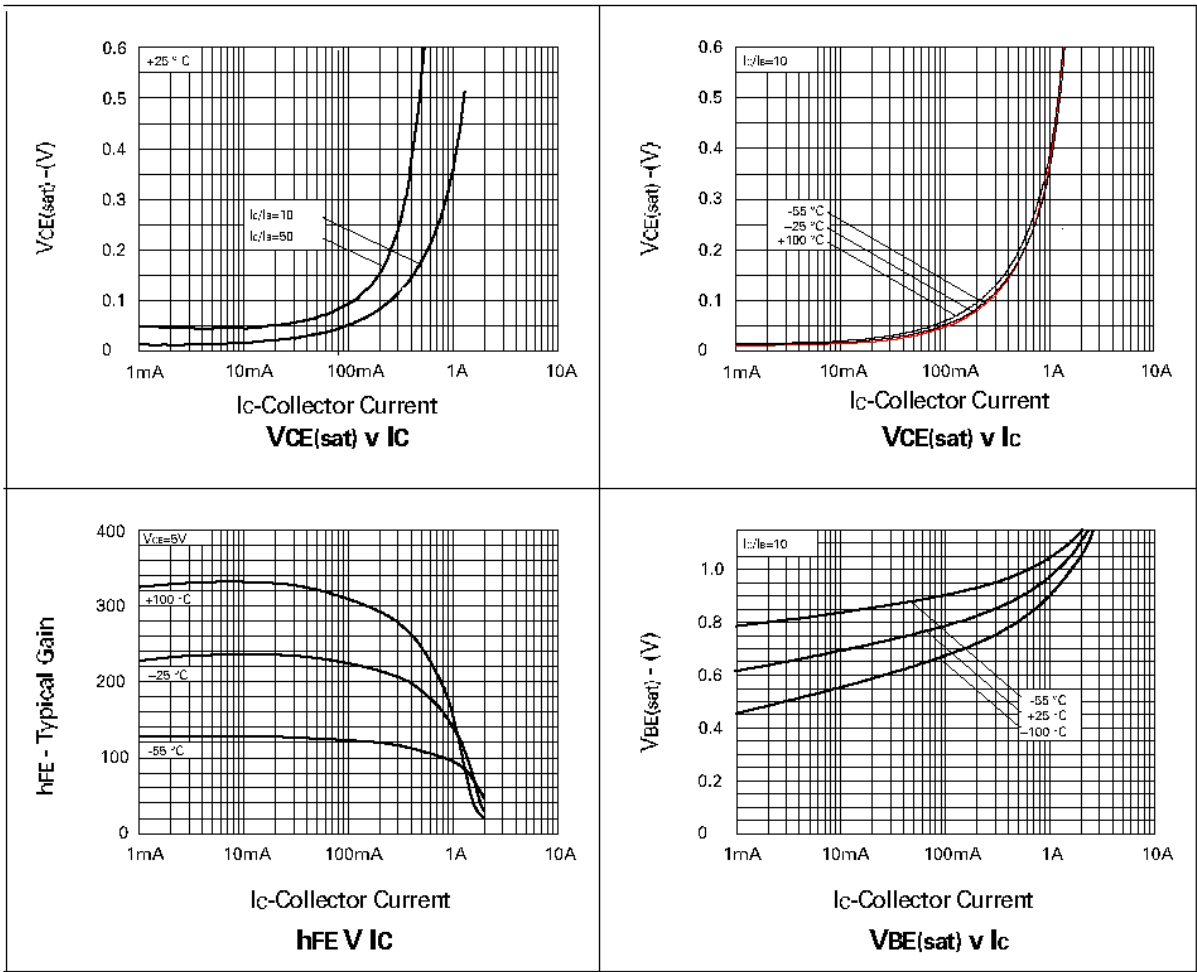 0.6
+25 ° C
0.5
0.4
0.3
0.2
0.1
0
VCE(sat) -(V)
IC/IB=10
IC/IB=50
1mA 10mA 100mA 1A 10A
IC-Collector Current
VCE(sat) v IC
0.6
IC/IB=10
0.5
0.4
0.3
0.2
0.1
0
VCE(sat) -(V)
-55 °C
–25 °C
+100 °C
1mA 10mA 100mA 1A 10A
IC-Collector Current
VCE(sat) v IC
400
VCE=5V
300
+100 °C
200
–25 °C
100
-55 °C
0
hFE - Typical Gain
1mA 10mA 100mA 1A 10A
IC-Collector Current
hFE V IC
IC/IB=10
1.0
0.8
0.6
0.4
0.2
0
VBE(sat) - (V)
-55 °C
+25 °C
–100 °C
1mA 10mA 100mA 1A 10A
IC-Collector Current
VBE(sat) v IC